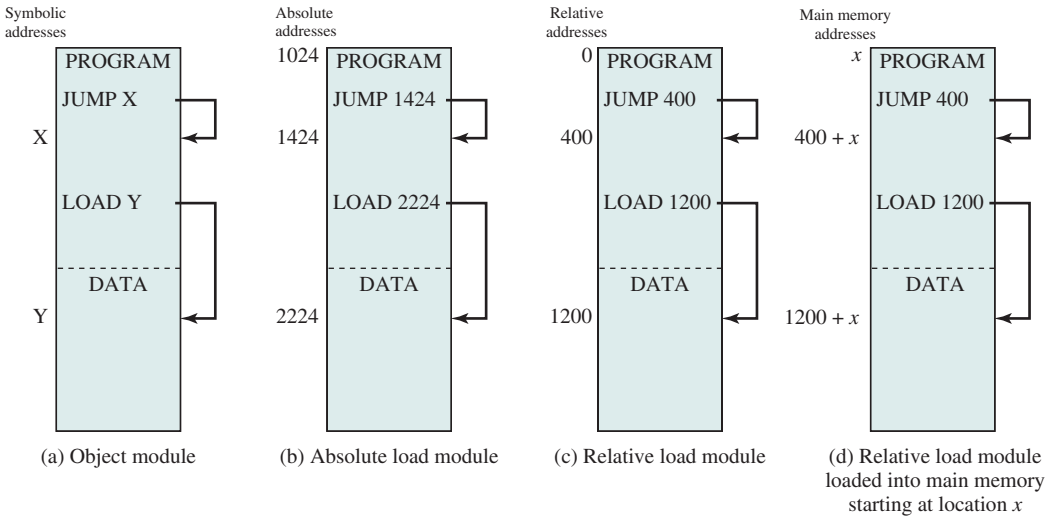 Symbolic
addresses
PROGRAM
JUMP X
X
LOAD Y
DATA
Y
(a) Object module
Absolute
addresses
1024
PROGRAM
JUMP 1424
1424
LOAD 2224
DATA
2224
(b) Absolute load module
Relative
addresses
0
PROGRAM
JUMP 400
400
LOAD 1200
DATA
1200
(c) Relative load module
Main memory
addresses
x
PROGRAM
JUMP 400
400 + x
LOAD 1200
DATA
1200 + x
(d) Relative load module
loaded into main memory
starting at location x